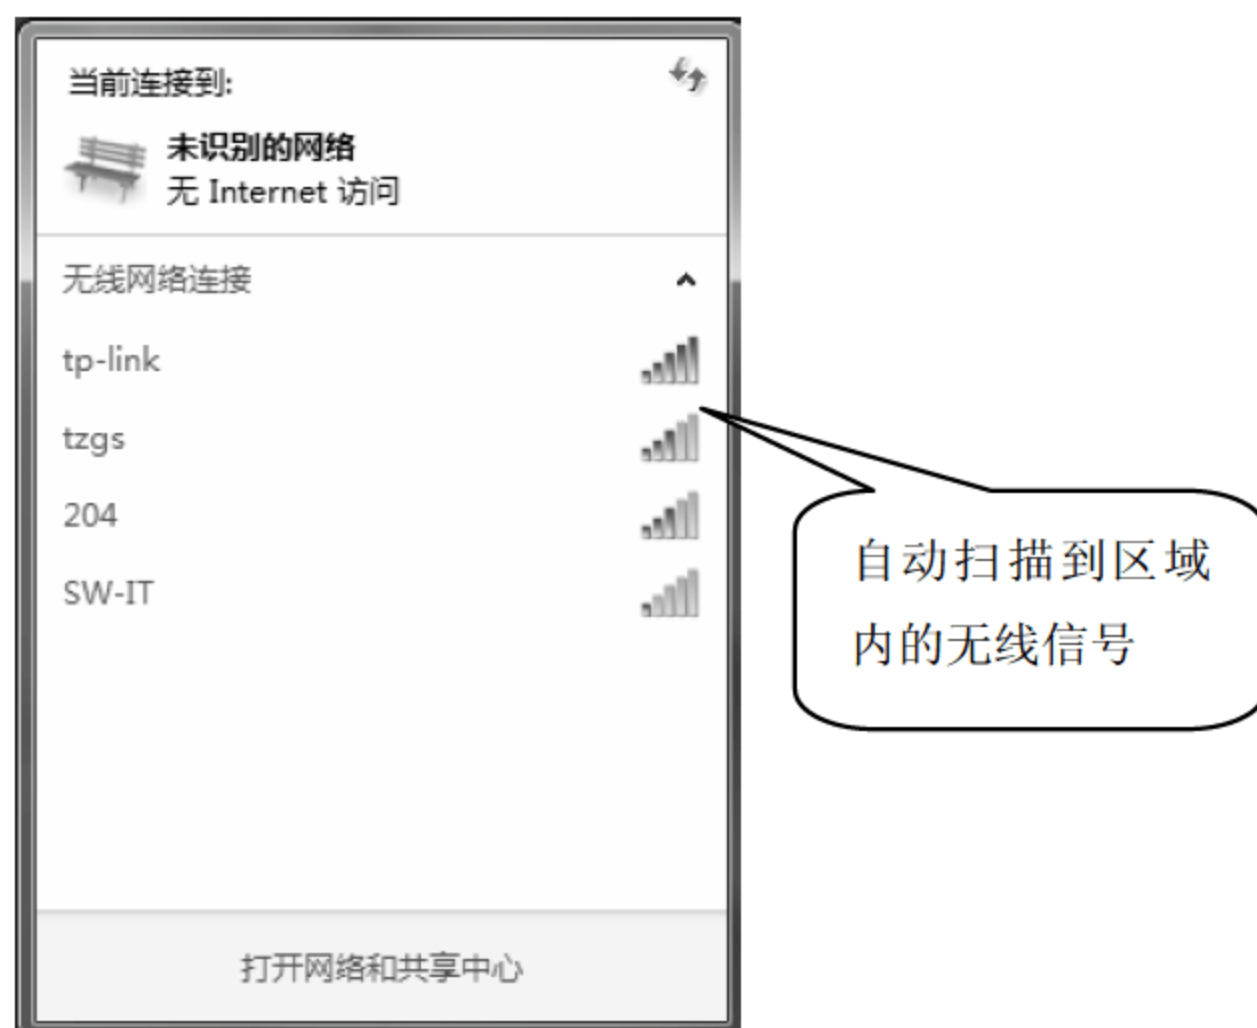 当前连接到:
未识别的网络
无 Internet 访问
无线网络连接
tp-link
tzgs
204
SW-IT
自动扫描到区域
内的无线信号
打开网络和共享中心